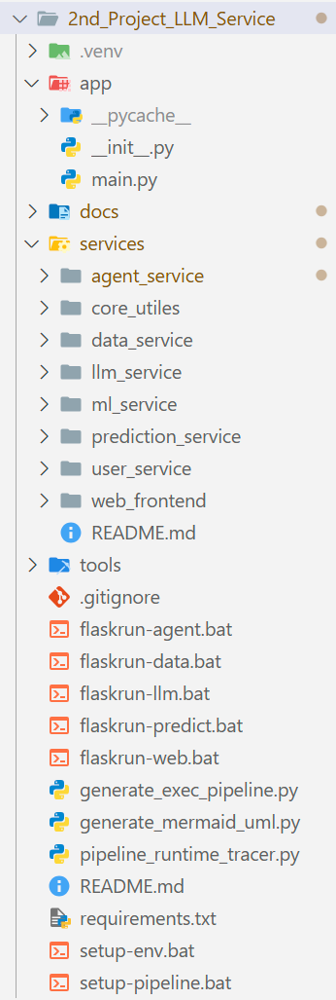 2nd_Project_LLM_Service
.venv
app
__pycache__
__init__.py
main.py
docs
services
agent_service
core_utiles
data_service
llm_service
ml_service
prediction_service
user_service
web_frontend
README.md
tools
.gitignore
flaskrun-agent.bat
flaskrun-data.bat
flaskrun-llm.bat
flaskrun-predict.bat
flaskrun-web.bat
generate_exec_pipeline.py
generate_mermaid_uml.py
pipeline_runtime_tracer.py
README.md
requirements.txt
setup-env.bat
setup-pipeline.bat